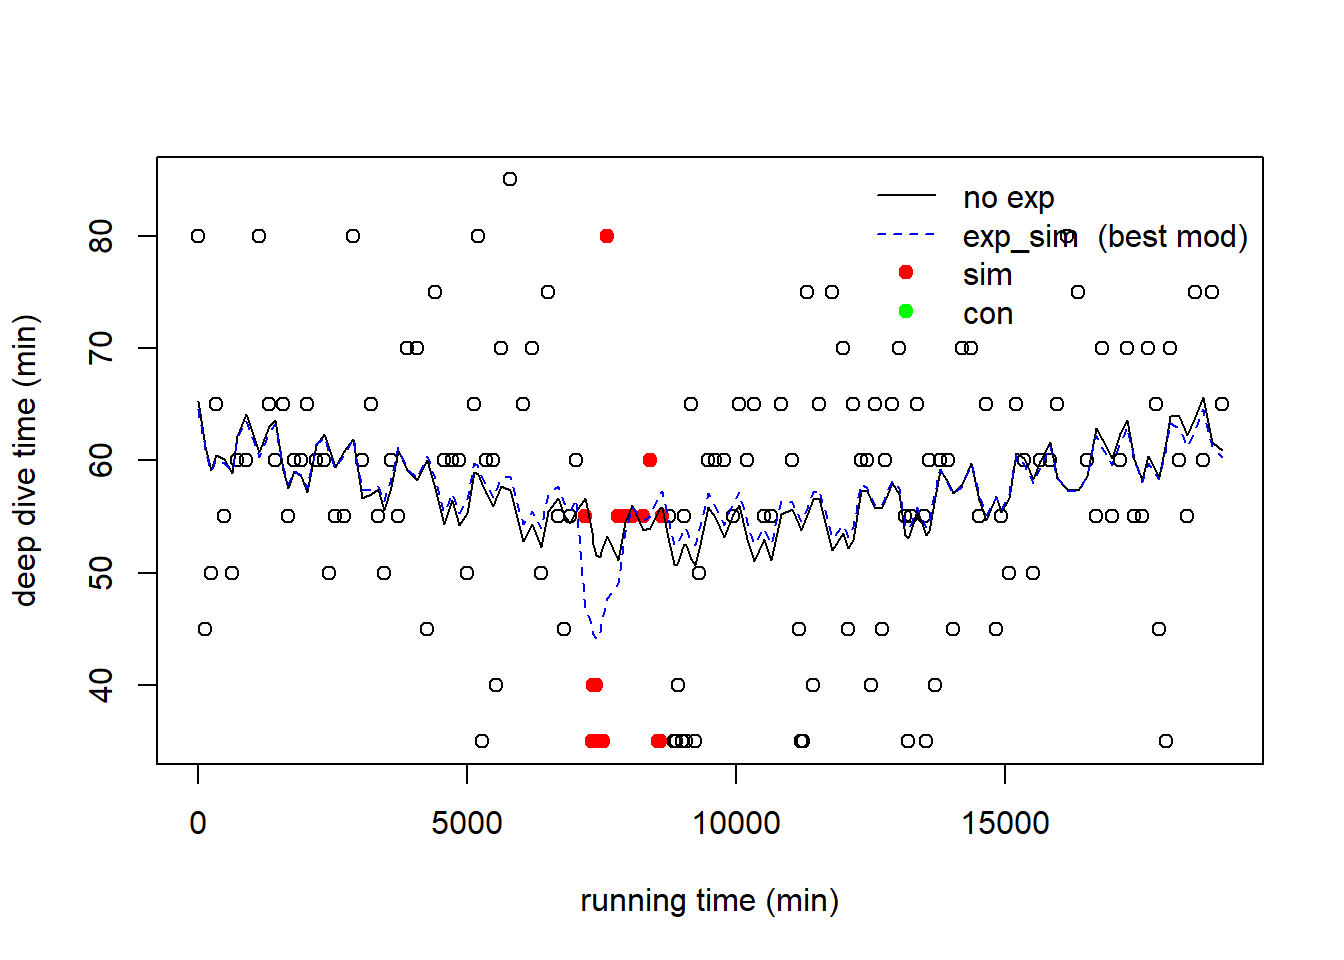 no exp
exp_sim (best mod)
sim
con
80
70
60
50
40
deep dive time (min)
0 5000 10000 15000
running time (min)